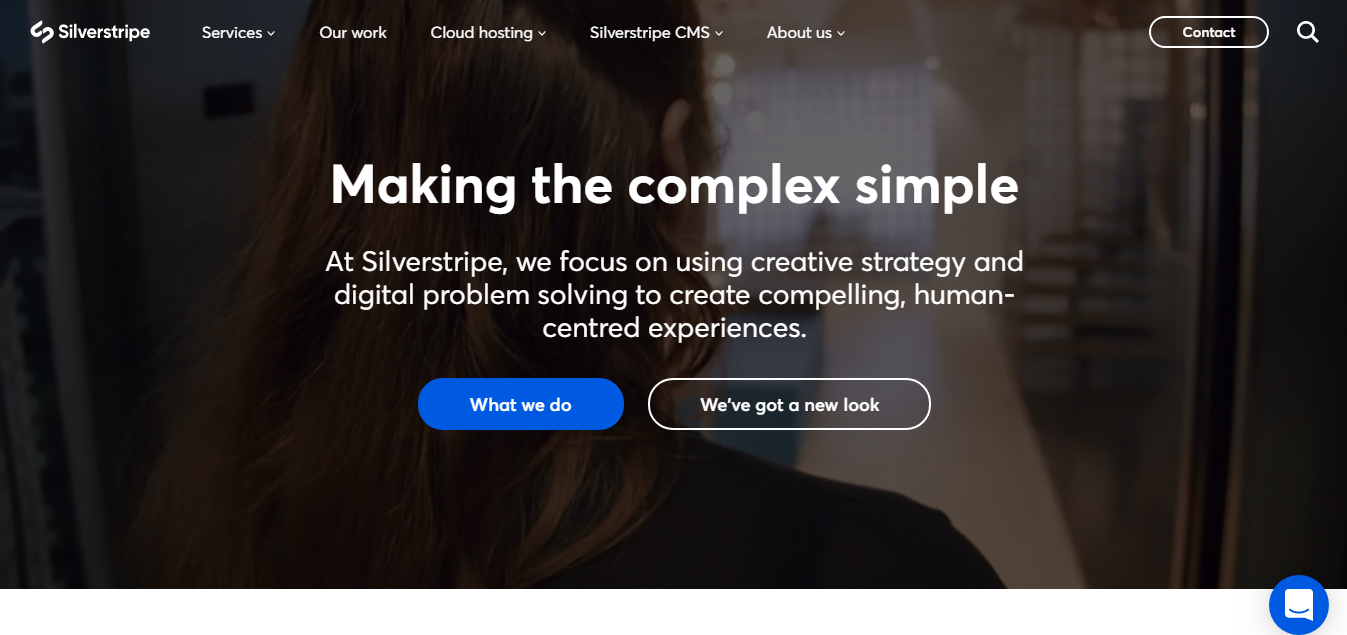 Silverstripe
Services
Our work
Cloud hosting
Silverstripe CMS
About us
Contact
Making the complex simple
At Silverstripe, we focus on using creative strategy and
digital problem solving to create compelling, human-
centred experiences.
What we do
We've got a new look